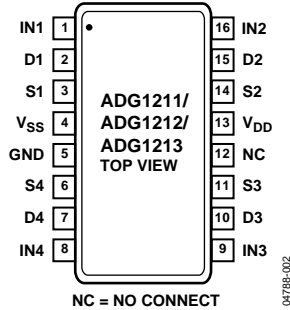 IN1 1 16 IN2
D1 2 15 D2
S1 3 14 S2
VSS 4 13 VDD
GND 5 12 NC
S4 6 11 S3
D4 7 10 D3
IN4 8 9 IN3
ADG1211/
ADG1212/
ADG1213
TOP VIEW
NC = NO CONNECT
04788-002